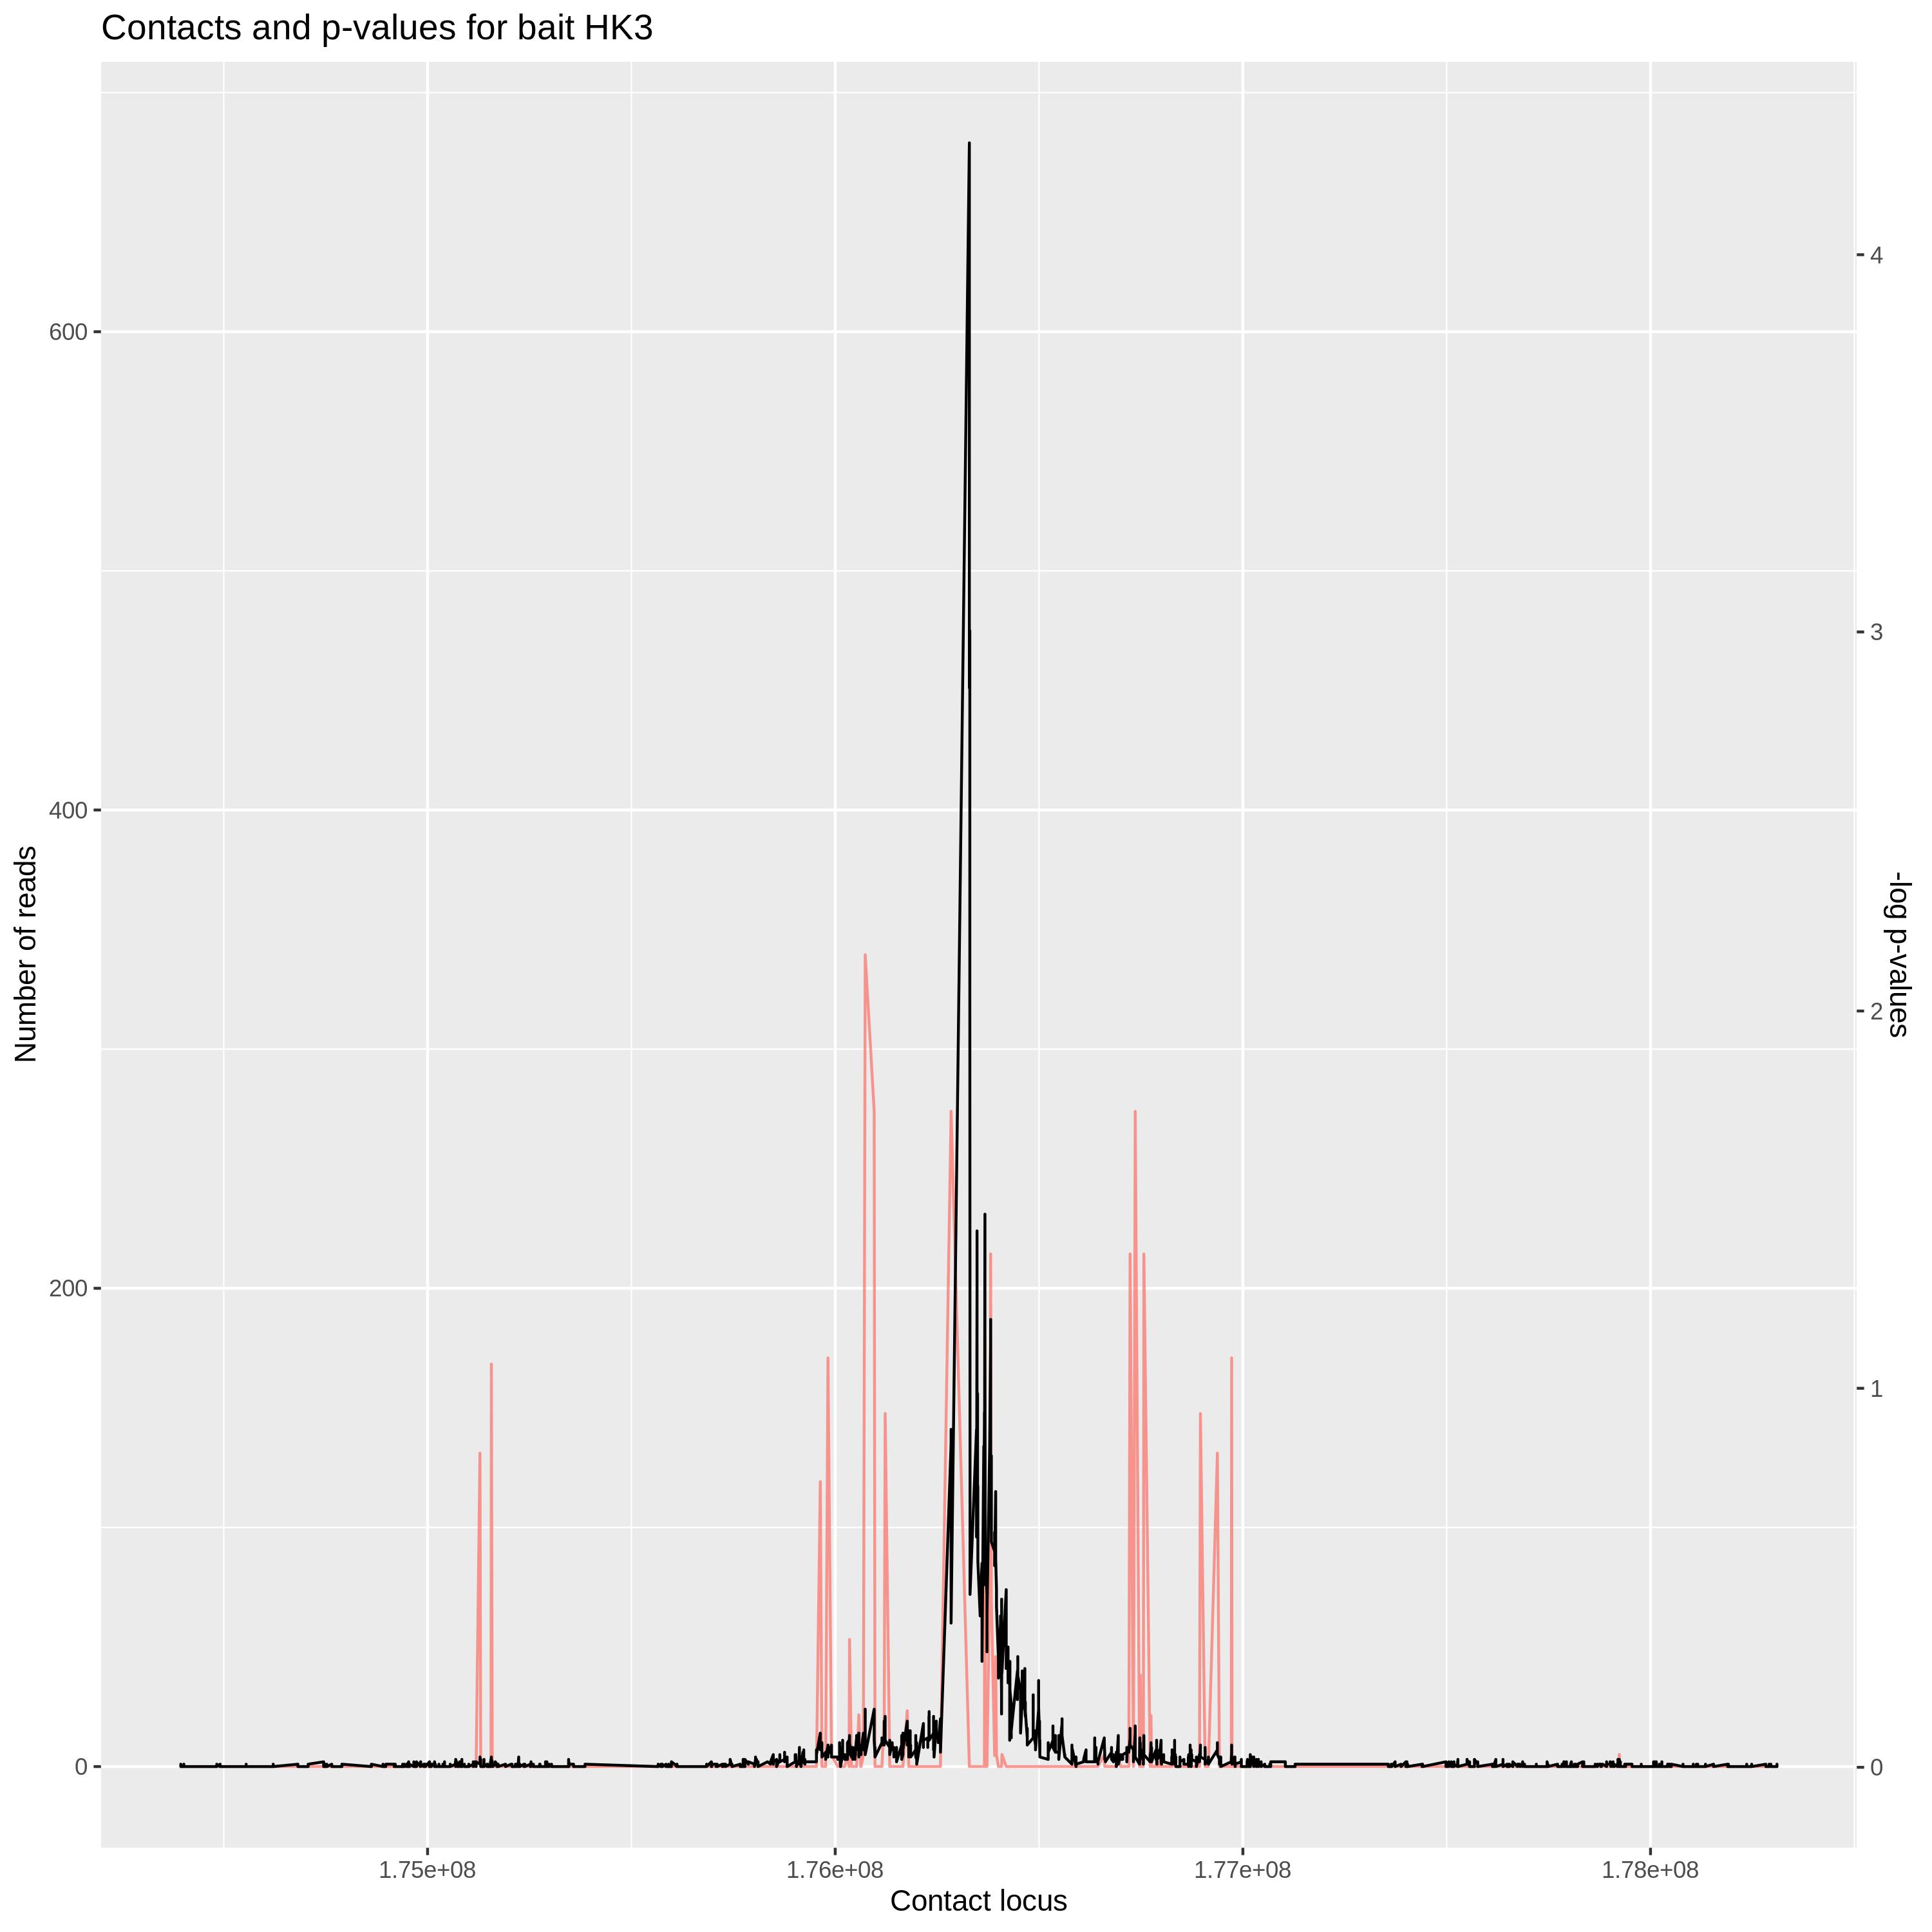 Contacts and p-values for bait HK3
600
400
200
0
Number of reads
4
3
2
1
0
-log p-values
1.75e+08
1.76e+08
1.77e+08
1.78e+08
Contact locus